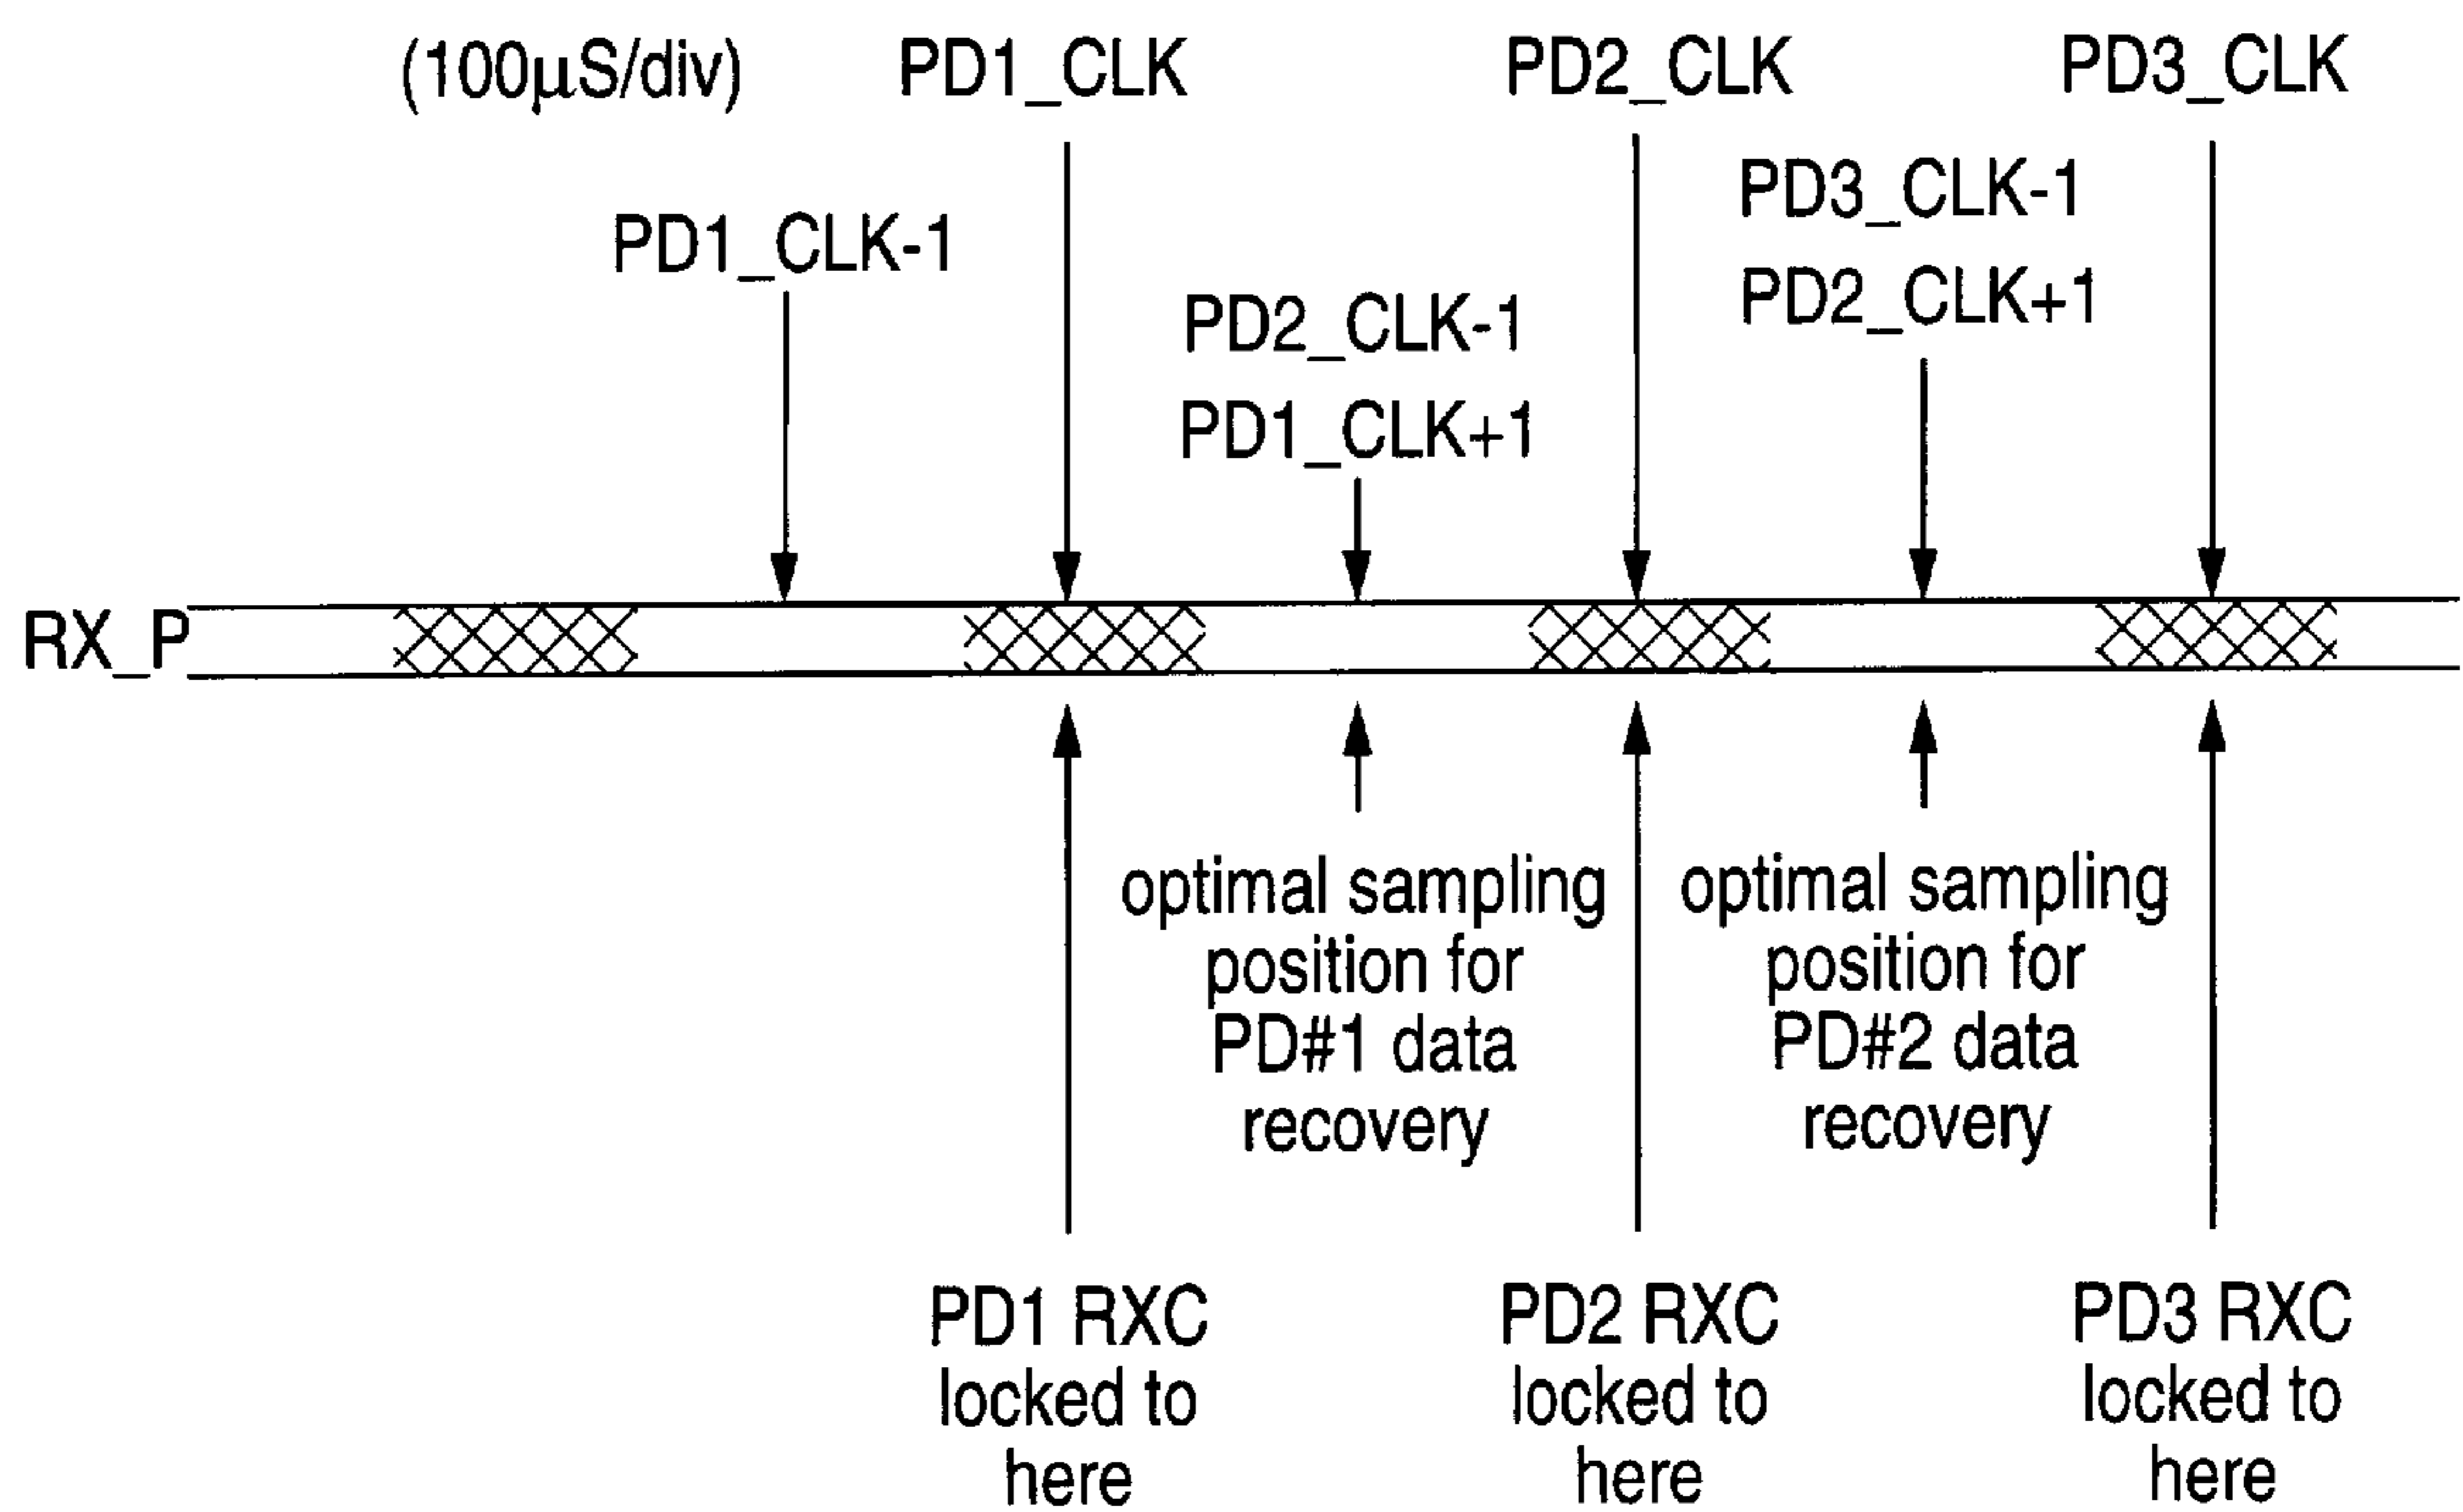 (100µS/div)
PD1_CLK
PD2_CLK
PD3_CLK
PD1_CLK-1
PD2_CLK-1
PD1_CLK+1
PD3_CLK-1
PD2_CLK+1
RX_P
optimal sampling
position for
PD#1 data
recovery
optimal sampling
position for
PD#2 data
recovery
PD1 RXC
locked to
here
PD2 RXC
locked to
here
PD3 RXC
locked to
here